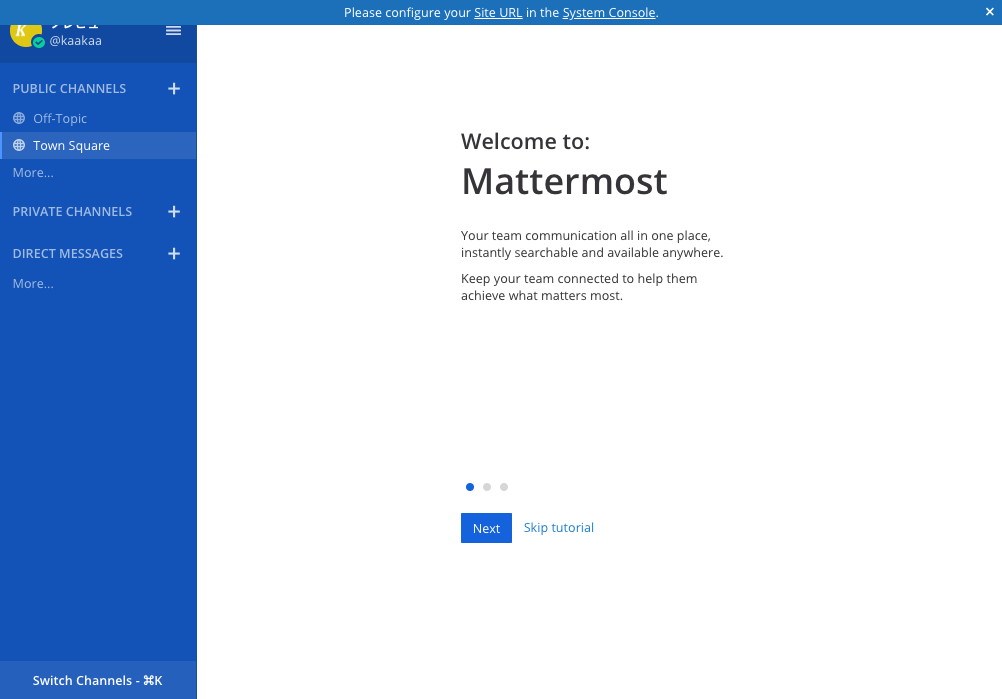 Please configure your Site URL in the System Console.
@kaakaa
PUBLIC CHANNELS
Off-Topic
Town Square
More...
PRIVATE CHANNELS
DIRECT MESSAGES
More...
Switch Channels - ⌘K
Welcome to:
Mattermost
Your team communication all in one place,
instantly searchable and available anywhere.
Keep your team connected to help them
achieve what matters most.
Next
Skip tutorial